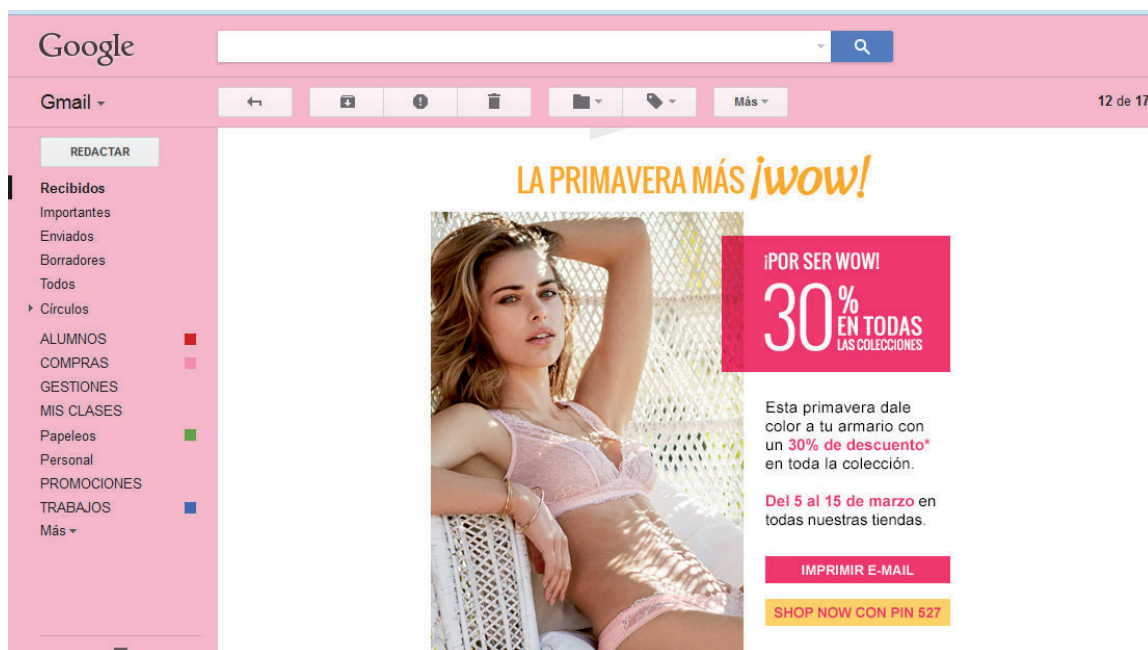 Google
Gmail
Más
12 de 17
REDACTAR
Recibidos
Importantes
Enviados
Borradores
Todos
Círculos
ALUMNOS
COMPRAS
GESTIONES
MIS CLASES
Papeleos
Personal
PROMOCIONES
TRABAJOS
Más
LA PRIMAVERA MÁS ¡WOW!
¡POR SER WOW!
30%
EN TODAS
LAS COLECCIONES
Esta primavera dale
color a tu armario con
un 30% de descuento*
en toda la colección.
Del 5 al 15 de marzo en
todas nuestras tiendas.
IMPRIMIR E-MAIL
SHOP NOW CON PIN 527